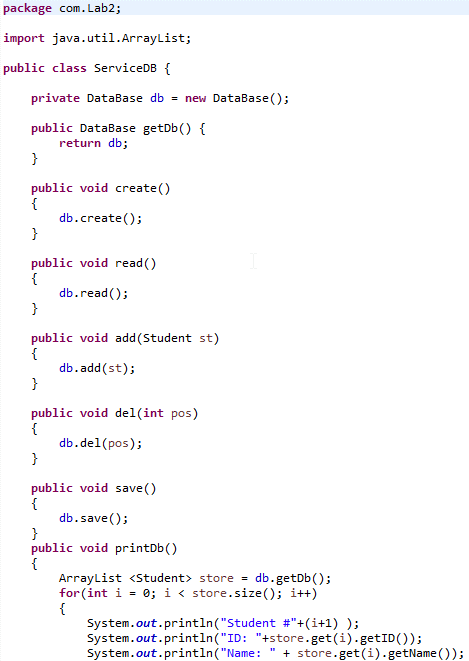 package com.Lab2;
import java.util.ArrayList;
public class ServiceDB {
private DataBase db = new DataBase();
public DataBase getDb() {
return db;
}
public void create()
{
db.create();
}
public void read()
{
db.read();
}
public void add(Student st)
{
db.add(st);
}
public void del(int pos)
{
db.del(pos);
}
public void save()
{
db.save();
}
public void printDb()
{
ArrayList <Student> store = db.getDb();
for(int i = 0; i < store.size(); i++)
{
System.out.println("Student #"+(i+1) );
System.out.println("ID: "+store.get(i).getID());
System.out.println("Name: " + store.get(i).getName());